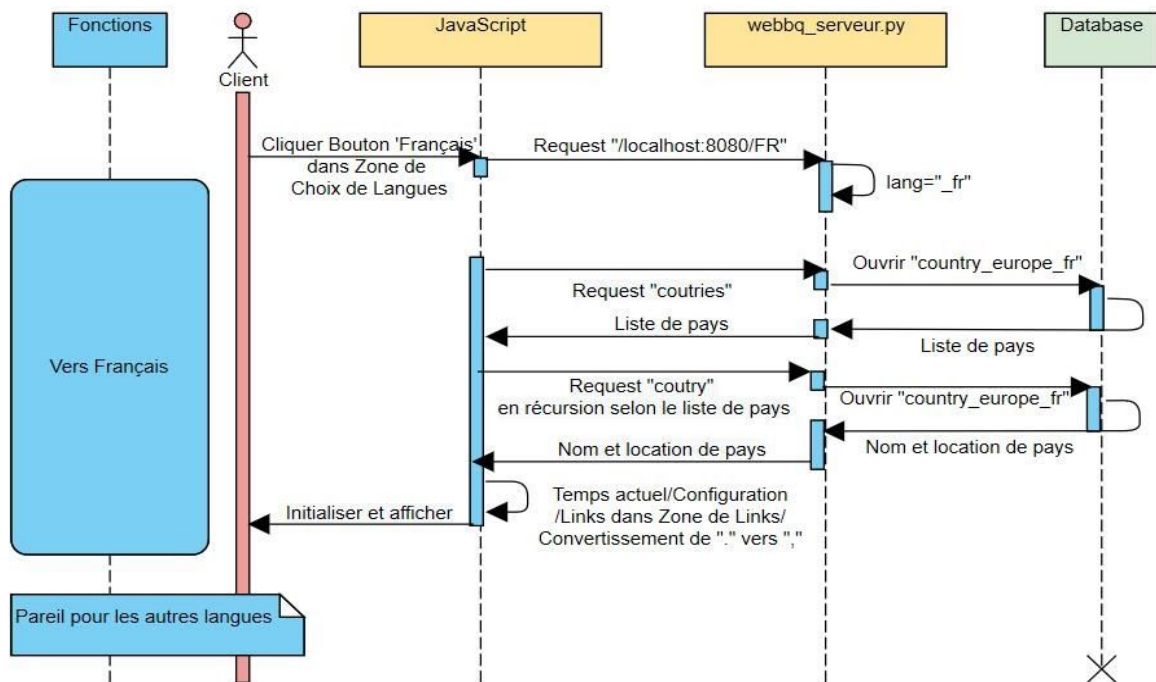 Fonctions
JavaScript
webbq_serveur.py
Database
Client
Cliquer Bouton 'Français'
dans Zone de
Choix de Langues
Request "/localhost:8080/FR"
lang="_fr"
Ouvrir "country_europe_fr"
Request "coutries"
Liste de pays
Liste de pays
Vers Français
Request "coutry"
en récursion selon le liste de pays
Ouvrir "country_europe_fr"
Nom et location de pays
Nom et location de pays
Temps actuel/Configuration
/Links dans Zone de Links/
Convertissement de "." vers ","
Initialiser et afficher
Pareil pour les autres langues